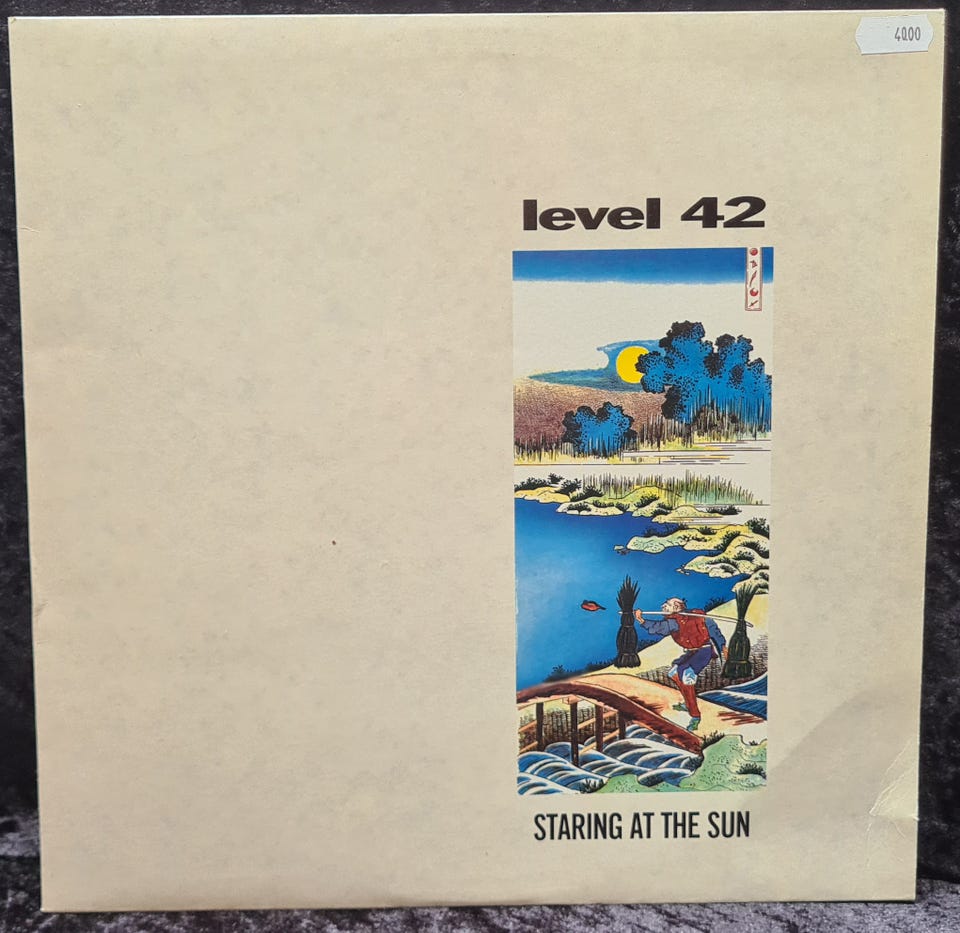 4000
level 42
STARING AT THE SUN